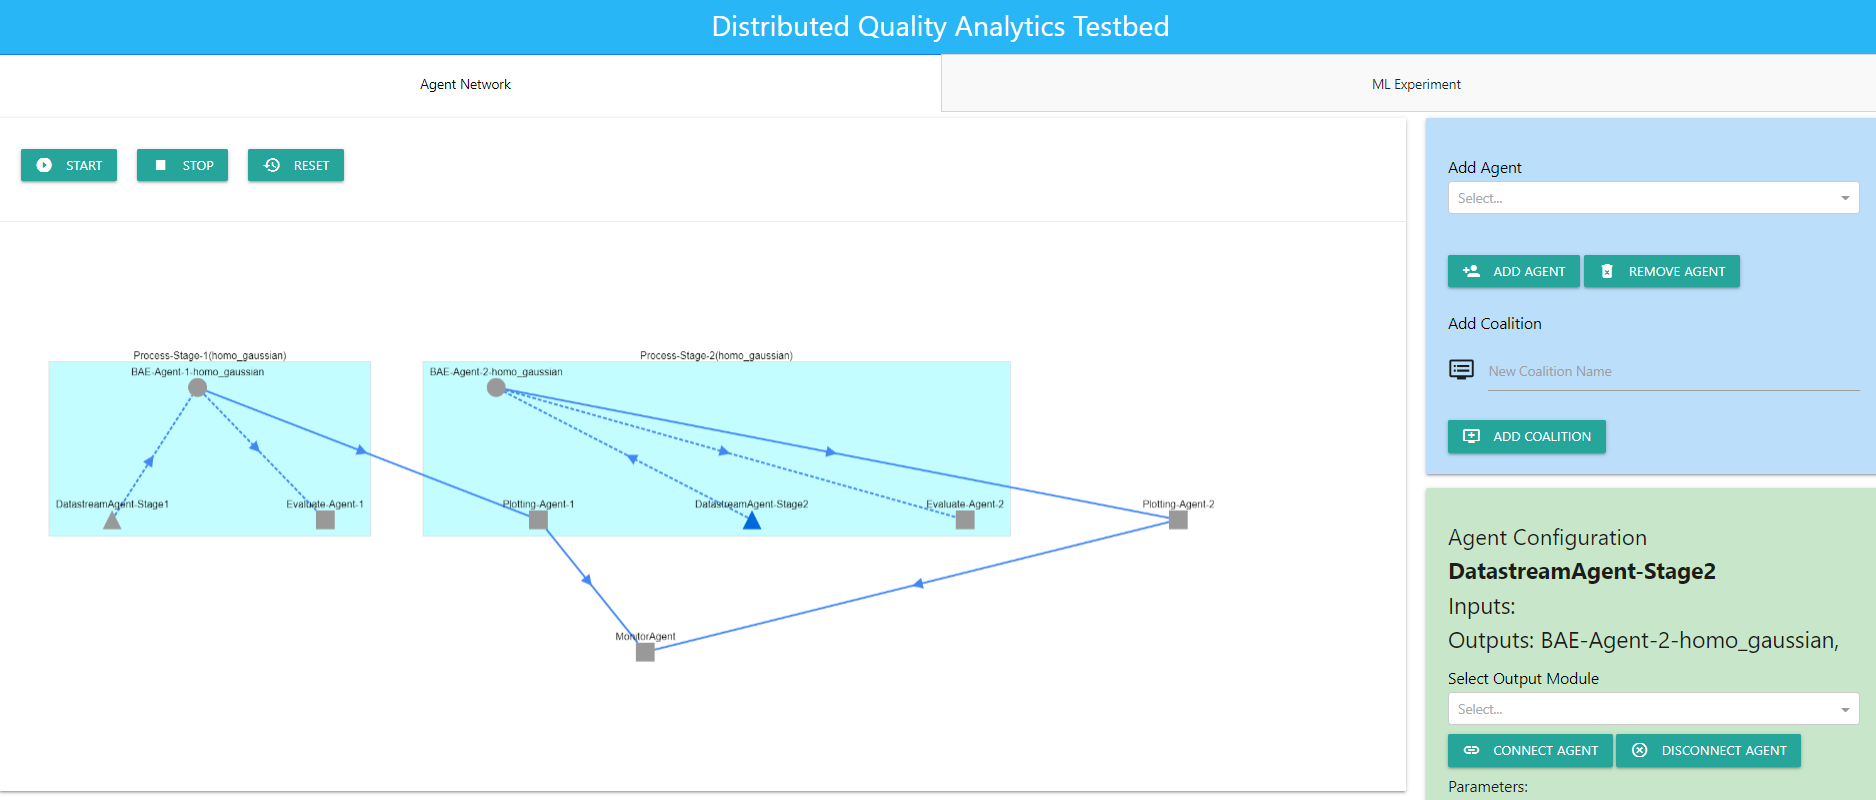 Distributed Quality Analytics Testbed
Agent Network
ML Experiment
START
STOP
RESET
Process-Stage-1(homo_gaussian)
BAE-Agent-1-homo_gaussian
DatastreamAgent-Stage1
Evaluate-Agent-1
Process-Stage-2(homo_gaussian)
BAE-Agent-2-homo_gaussian
Plotting-Agent-1
DatastreamAgent-Stage2
Evaluate-Agent-2
Plotting-Agent-2
MonitorAgent
Add Agent
Select...
ADD AGENT
REMOVE AGENT
Add Coalition
New Coalition Name
ADD COALITION
Agent Configuration
DatastreamAgent-Stage2
Inputs:
Outputs: BAE-Agent-2-homo_gaussian,
Select Output Module
Select...
CONNECT AGENT
DISCONNECT AGENT
Parameters: